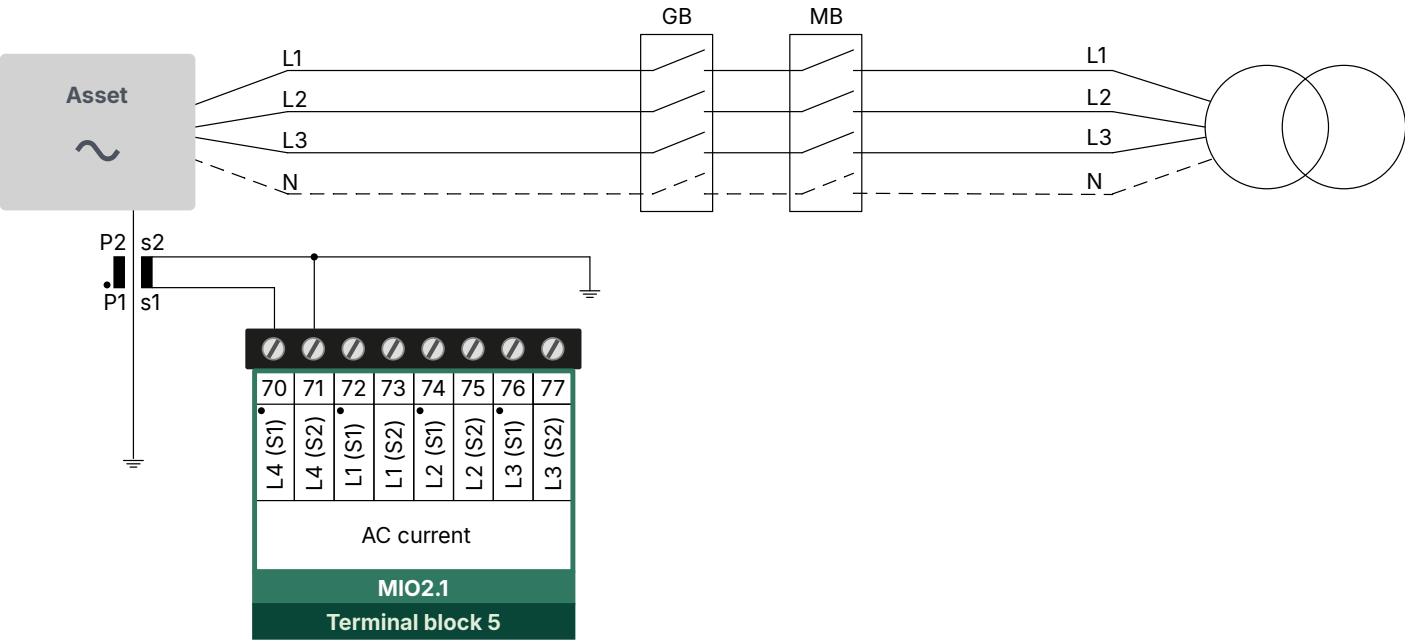 GB MB
L1 L1
Asset
L2 L2
L3 L3
N N
P2 s2
P1 s1
70 71 72 73 74 75 76 77
L4 (S1) L4 (S2) L1 (S1) L1 (S2) L2 (S1) L2 (S2) L3 (S1) L3 (S2)
AC current
MIO2.1
Terminal block 5